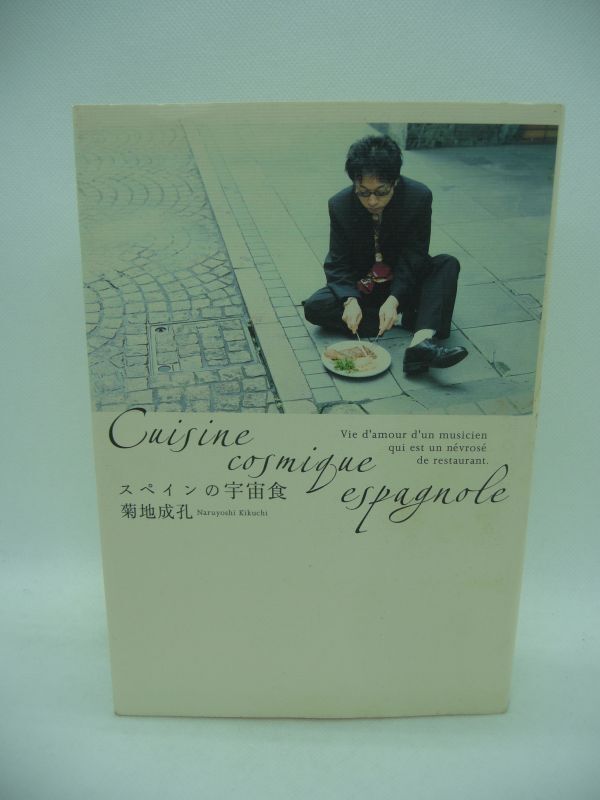 Cuisine
cosmique
espagnole
Vie d'amour d'un musicien
qui est un névrosé
de restaurant.
スペインの宇宙食
菊地成孔 Naruyoshi Kikuchi